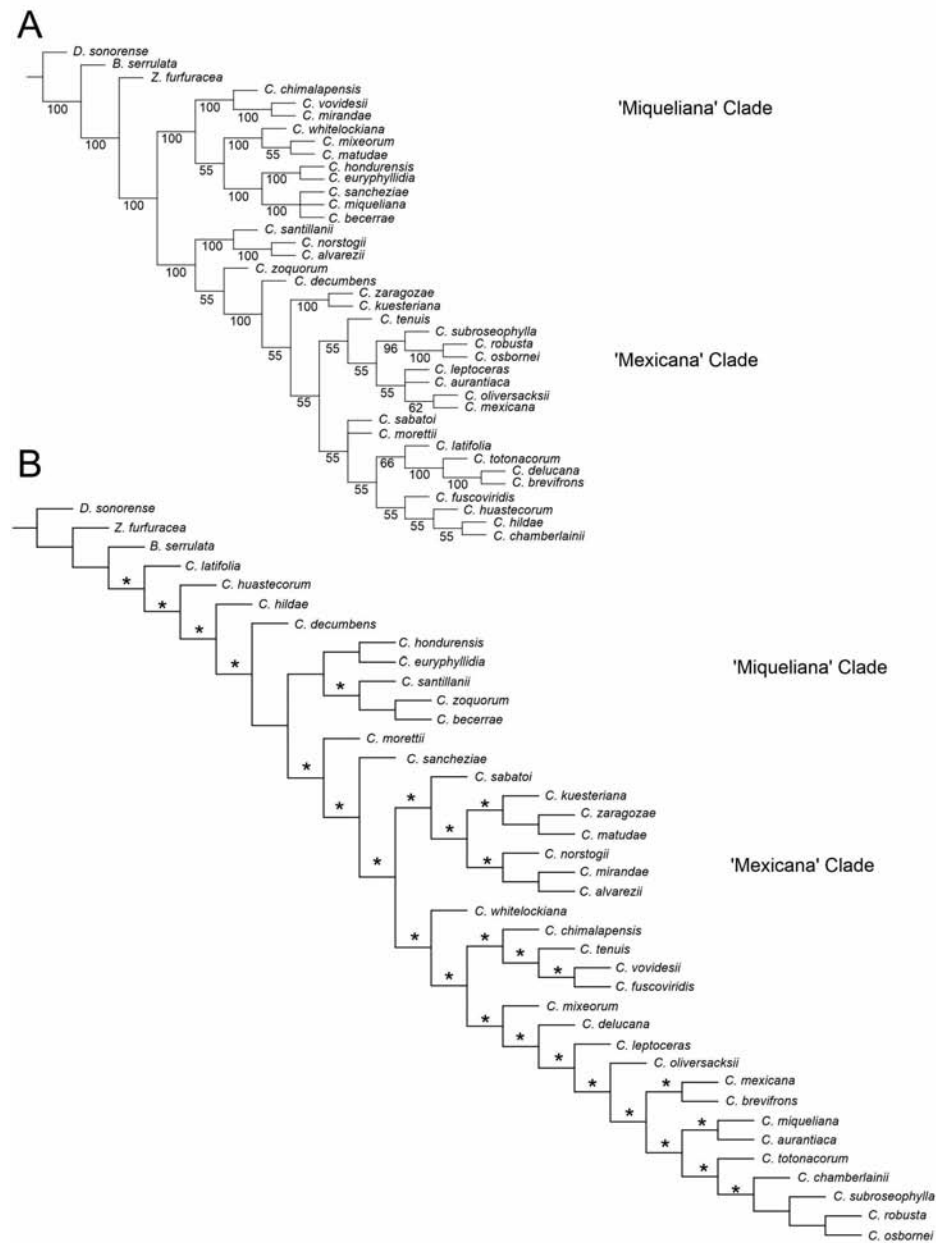 A
D. sonorense
B. serrulata
100
Z. furfuracea
100
C. chimalapensis
100
C. vovidesii
100
C. mirandae
'Miqueliana' Clade
100
C. whitelockiana
100
C. mixeorum
55
C. matudae
55
C. hondurensis
100
C. euryphyllidia
100
C. sancheziae
100
C. miqueliana
C. becerrae
100
C. santillanii
100
C. norstogii
100
C. alvarezii
100
C. zoquorum
55
C. decumbens
100
C. zaragozae
100
C. kuesteriana
55
C. tenuis
55
C. subroseophylla
96
C. robusta
100
C. osbornei
'Mexicana' Clade
55
C. leptoceras
55
C. aurantiaca
C. oliversacksii
62
C. mexicana
55
C. sabatoi
C. morettii
C. latifolia
66
C. totonacorum
100
C. delucana
100
C. brevifrons
55
C. fuscoviridis
55
C. huastecorum
55
C. hildae
55
C. chamberlainii
B
D. sonorense
Z. furfuracea
B. serrulata
*
C. latifolia
*
C. huastecorum
*
C. hildae
*
C. decumbens
C. hondurensis
C. euryphyllidia
'Miqueliana' Clade
*
C. santillanii
C. zoquorum
C. becerrae
*
C. morettii
*
C. sancheziae
*
C. sabatoi
*
C. kuesteriana
*
C. zaragozae
C. matudae
*
C. norstogii
'Mexicana' Clade
C. mirandae
C. alvarezii
*
C. whitelockiana
*
C. chimalapensis
*
C. tenuis
*
C. vovidesii
*
C. fuscoviridis
*
C. mixeorum
*
C. delucana
*
C. leptoceras
*
C. oliversacksii
*
C. mexicana
*
C. brevifrons
*
C. miqueliana
*
C. aurantiaca
*
C. totonacorum
*
C. chamberlainii
C. subroseophylla
C. robusta
C. osbornei